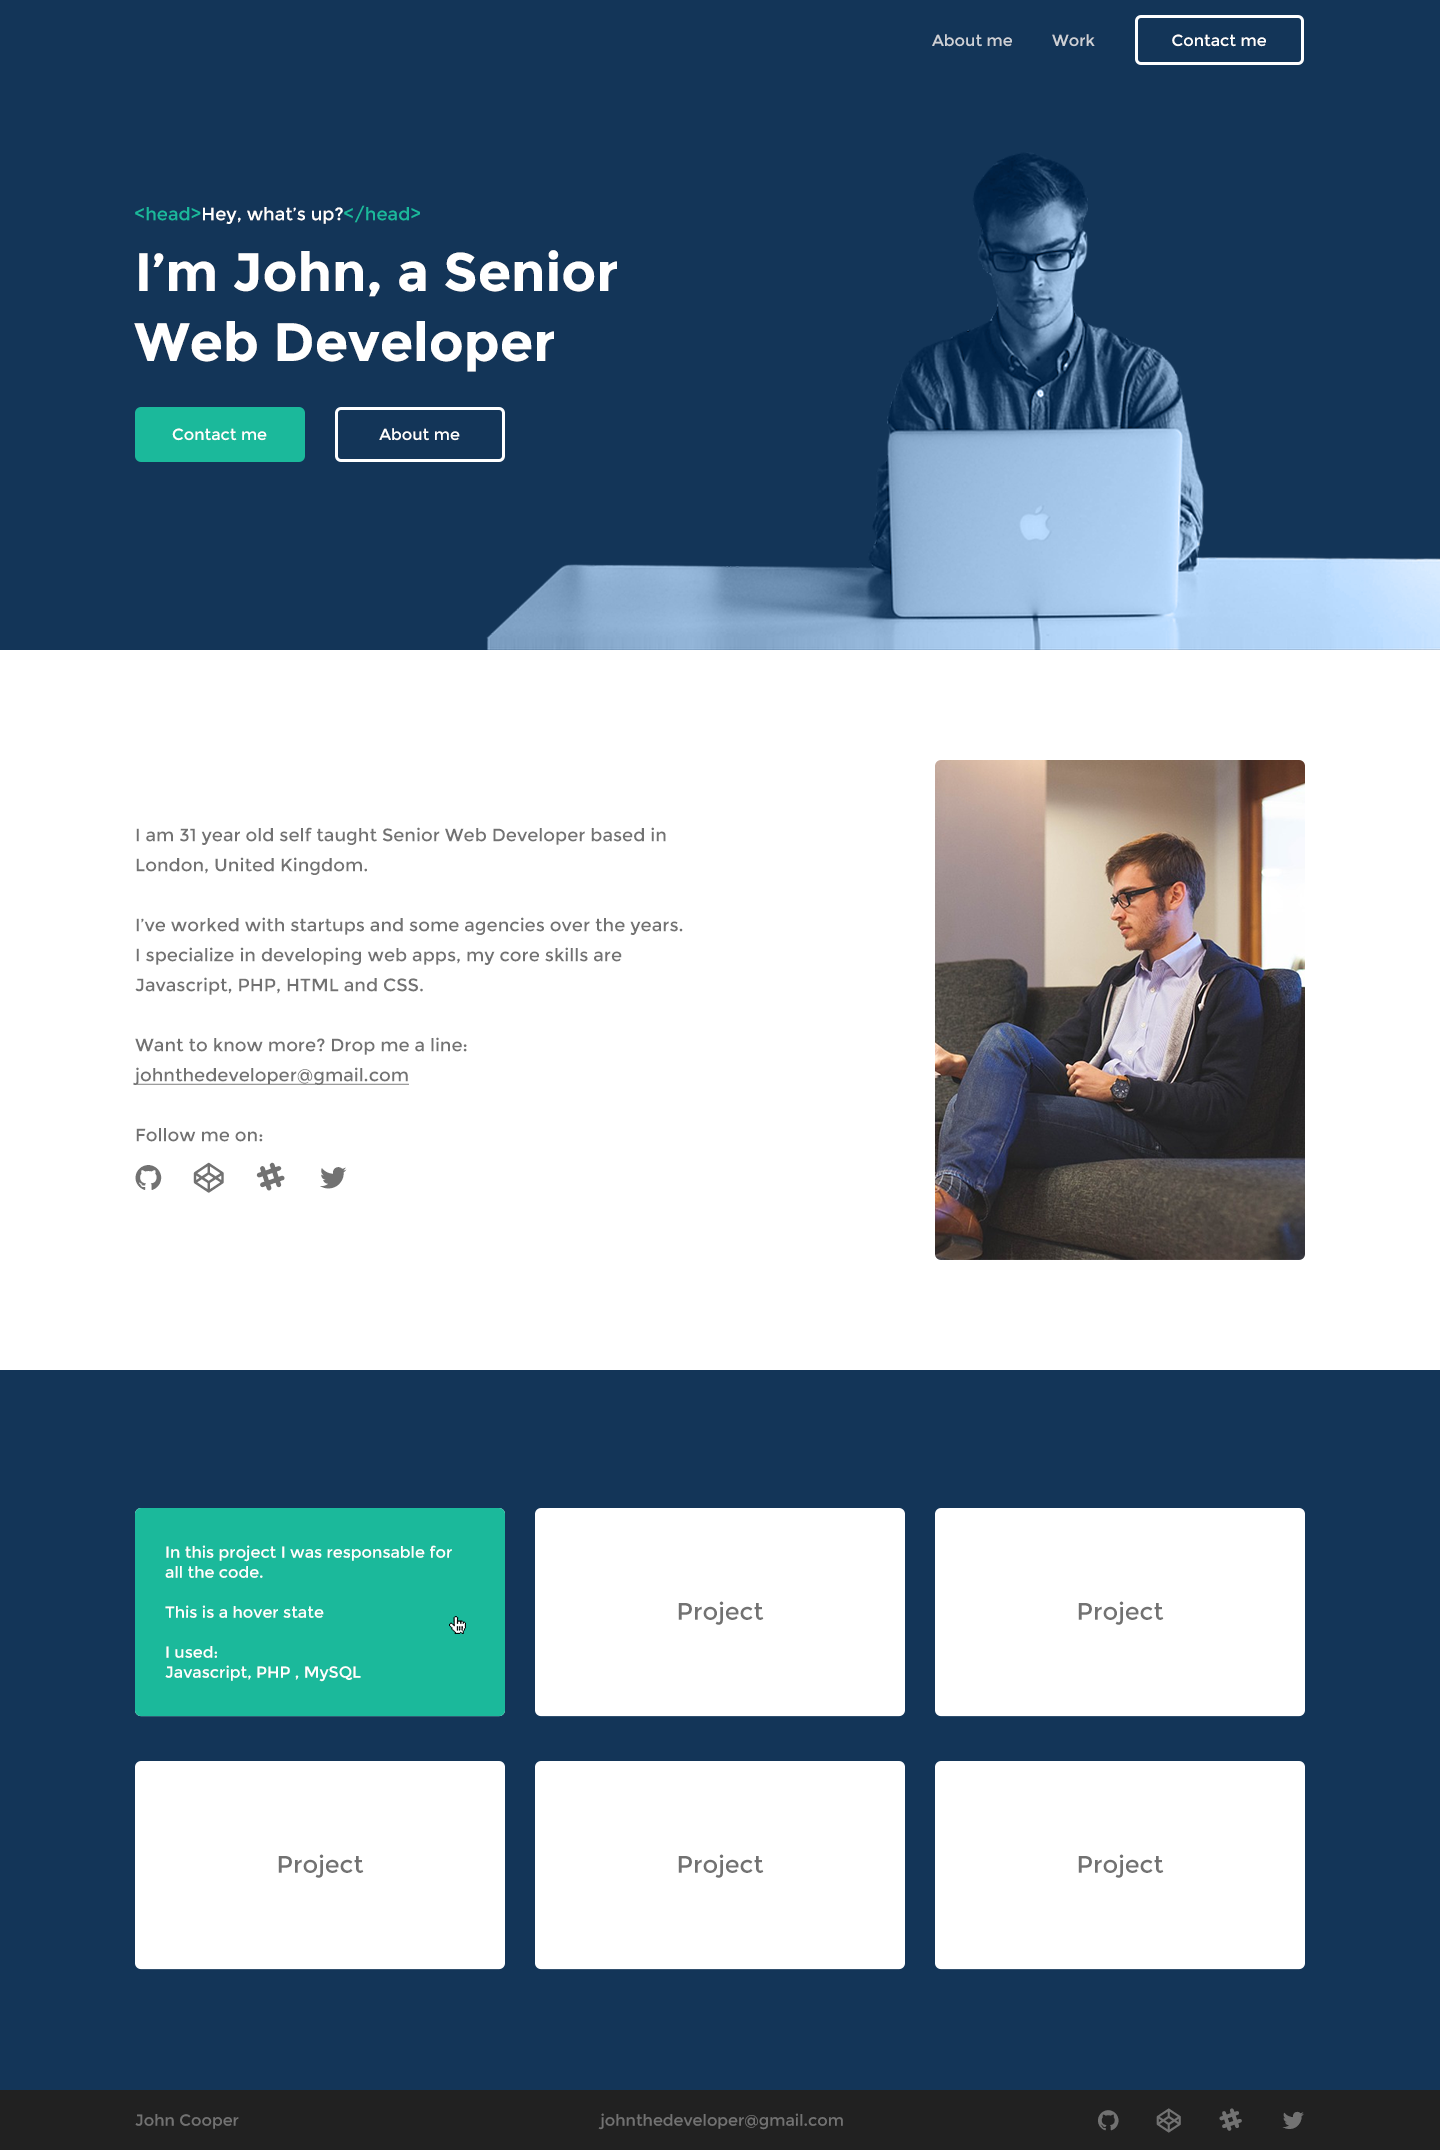 About me
Work
Contact me
<head>Hey, what’s up?</head>
I’m John, a Senior
Web Developer
Contact me
About me
I am 31 year old self taught Senior Web Developer based in
London, United Kingdom.
I’ve worked with startups and some agencies over the years.
I specialize in developing web apps, my core skills are
Javascript, PHP, HTML and CSS.
Want to know more? Drop me a line:
johnthedeveloper@gmail.com
Follow me on:
In this project I was responsable for
all the code.
This is a hover state
I used:
Javascript, PHP , MySQL
Project
Project
Project
Project
Project
John Cooper
johnthedeveloper@gmail.com